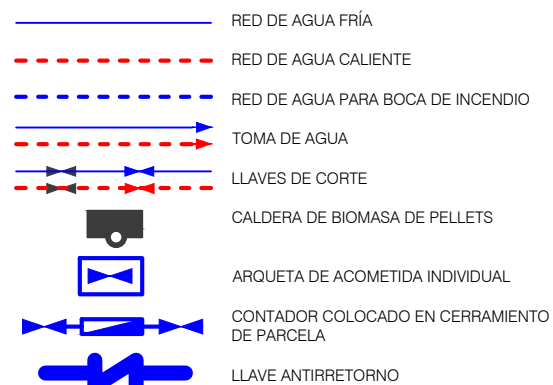 RED DE AGUA FRÍA
RED DE AGUA CALIENTE
RED DE AGUA PARA BOCA DE INCENDIO
TOMA DE AGUA
LLAVES DE CORTE
CALDERA DE BIOMASA DE PELLETS
ARQUETA DE ACOMETIDA INDIVIDUAL
CONTADOR COLOCADO EN CERRAMIENTO
DE PARCELA
LLAVE ANTIRRETORNO